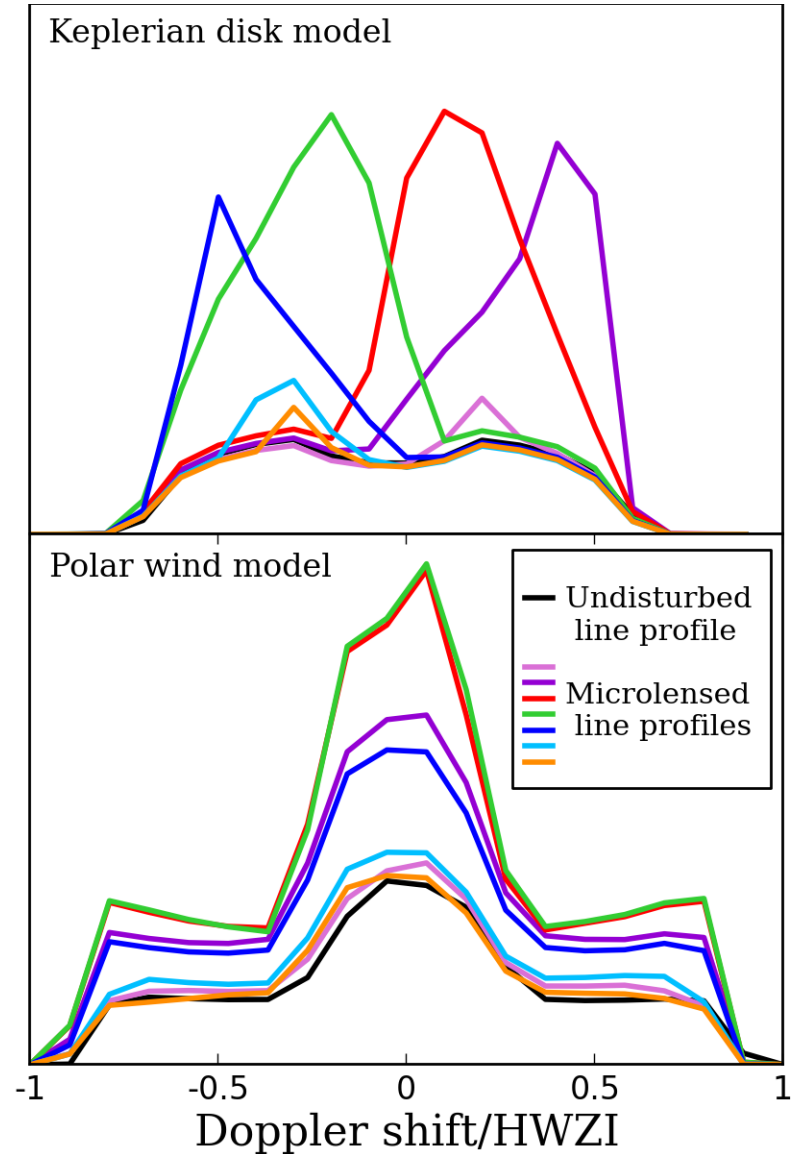 Keplerian disk model
Polar wind model
Undisturbed
line profile
Microlensed
line profiles
-1 -0.5 0 0.5 1
Doppler shift/HWZI